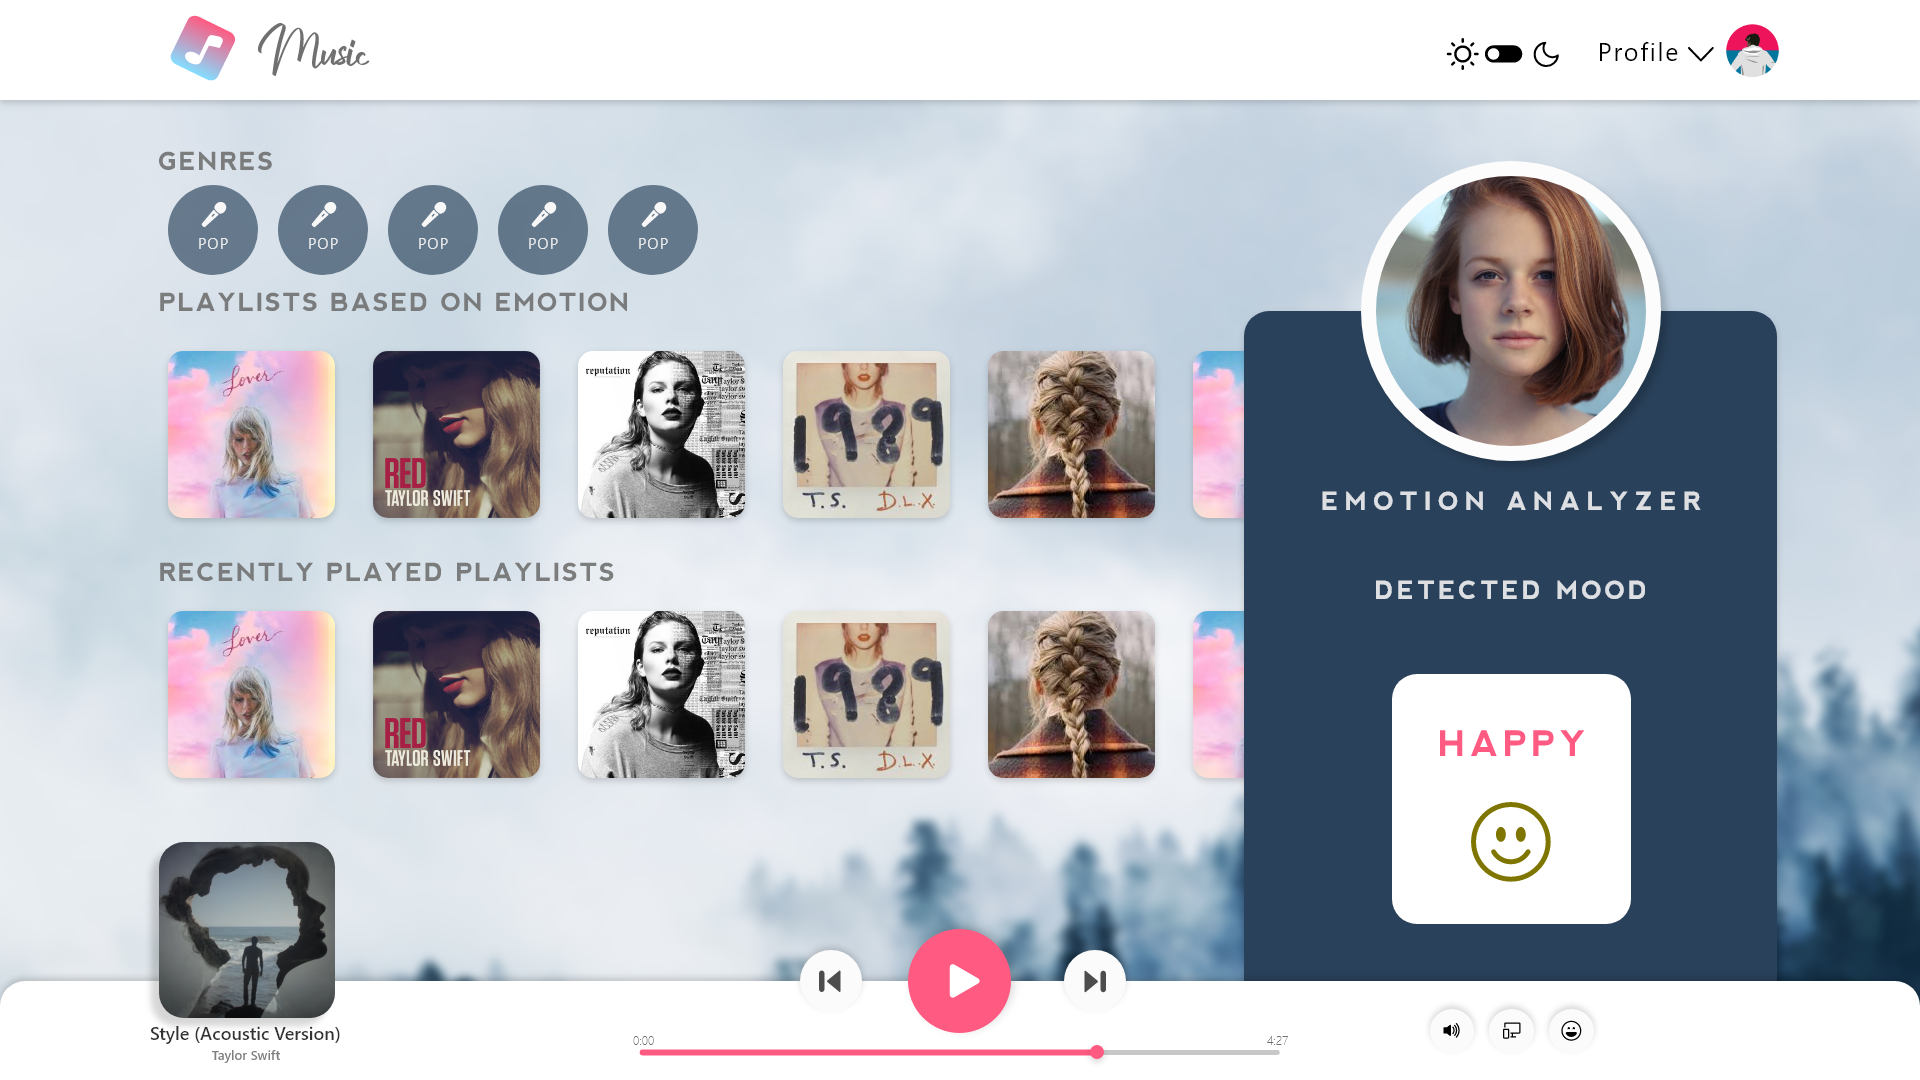 Music
Profile
GENRES
POP
POP
POP
POP
POP
PLAYLISTS BASED ON EMOTION
Lover
RED
TAYLOR SWIFT
reputation
1989
T.S. D.L.X.
EMOTION ANALYZER
RECENTLY PLAYED PLAYLISTS
DETECTED MOOD
Lover
RED
TAYLOR SWIFT
reputation
1989
T.S. D.L.X.
HAPPY
Style (Acoustic Version)
Taylor Swift
0:00
4:27